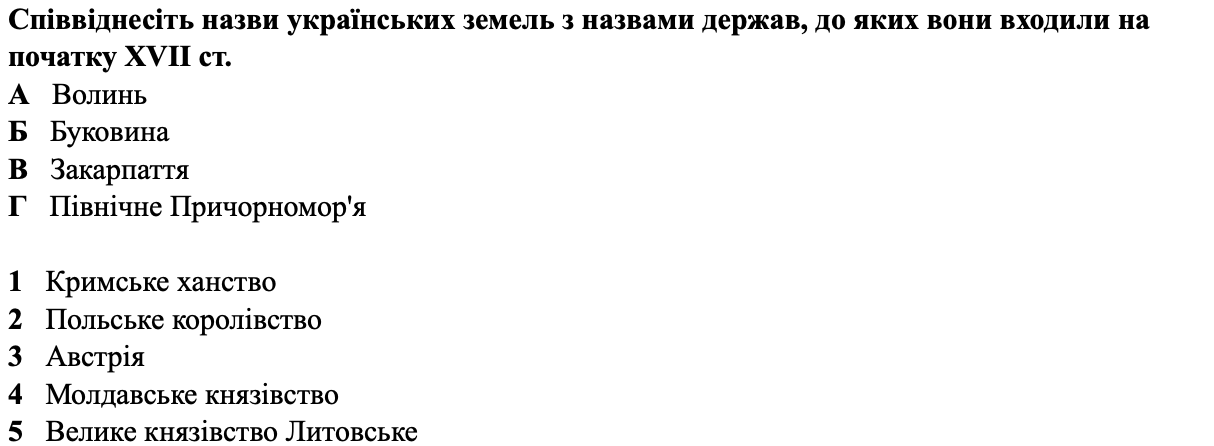 Співвіднесіть назви українських земель з назвами держав, до яких вони входили на
початку XVII ст.
А Волинь
Б Буковина
В Закарпаття
Г Північне Причорномор'я
1 Кримське ханство
2 Польське королівство
3 Австрія
4 Молдавське князівство
5 Велике князівство Литовське